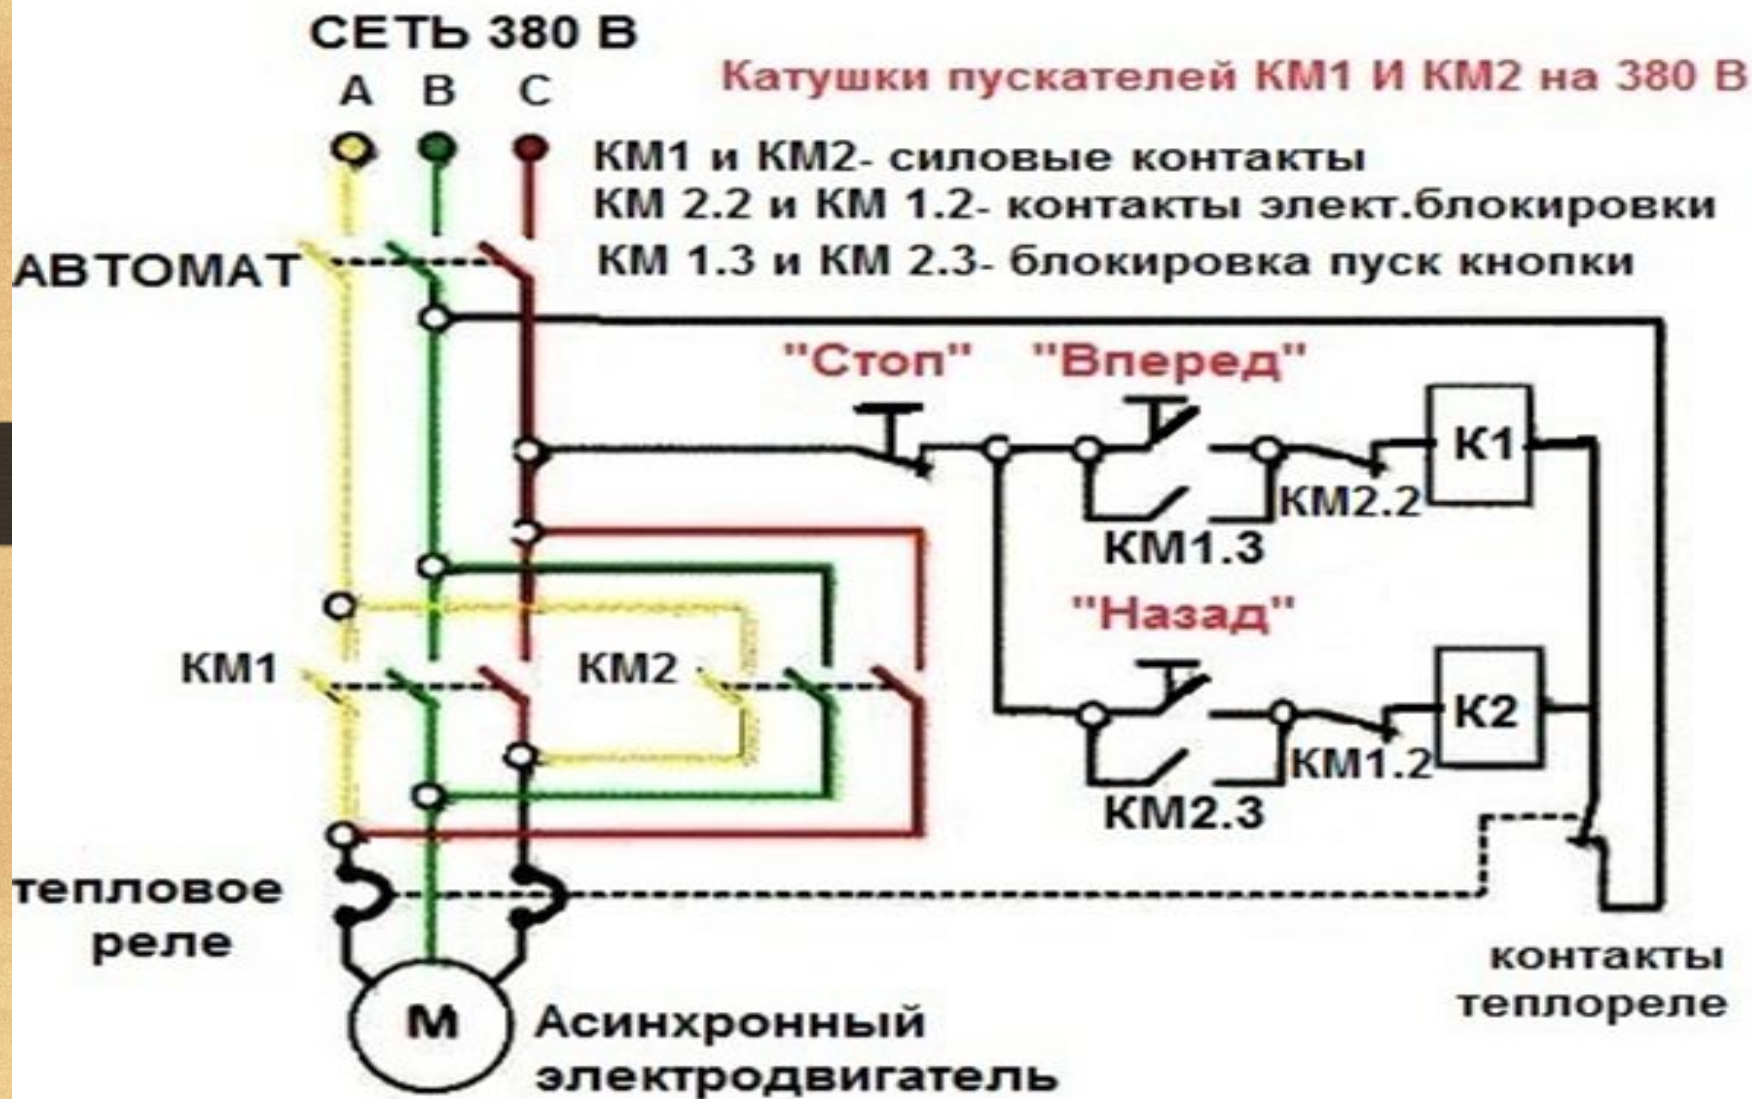 СЕТЬ 380 В
А В С
Катушки пускателей КМ1 И КМ2 на 380 В
КМ1 и КМ2- силовые контакты
КМ 2.2 и КМ 1.2- контакты элект.блокировки
КМ 1.3 и КМ 2.3- блокировка пуск кнопки
АВТОМАТ
"Стоп" "Вперед"
К1
КМ2.2
КМ1.3
"Назад"
КМ1
КМ2
К2
КМ1.2
КМ2.3
тепловое
реле
контакты
теплореле
М
Асинхронный
электродвигатель